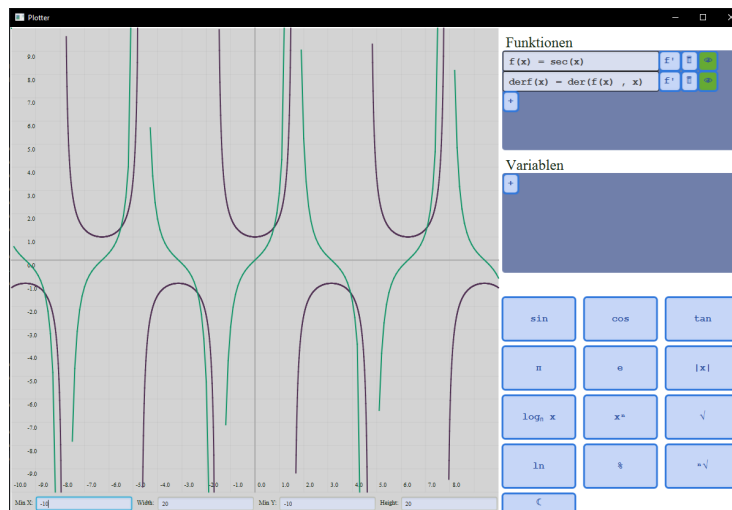 Plotter
Funktionen
f(x) = sec(x)
f'
derf(x) = der(f(x) , x)
f'
+
Variablen
+
9.0
8.0
7.0
6.0
5.0
4.0
3.0
2.0
1.0
0.0
-1.0
-2.0
-3.0
-4.0
-5.0
-6.0
-7.0
-8.0
-9.0
-10.0 -9.0 -8.0 -7.0 -6.0 -5.0 -4.0 -3.0 -2.0 -1.0 0.0 1.0 2.0 3.0 4.0 5.0 6.0 7.0 8.0
Min X: -10 Width: 20 Min Y: -10 Height: 20
sin cos tan
π e |x|
logₙ x xⁿ √
ln % ⁿ√
☾